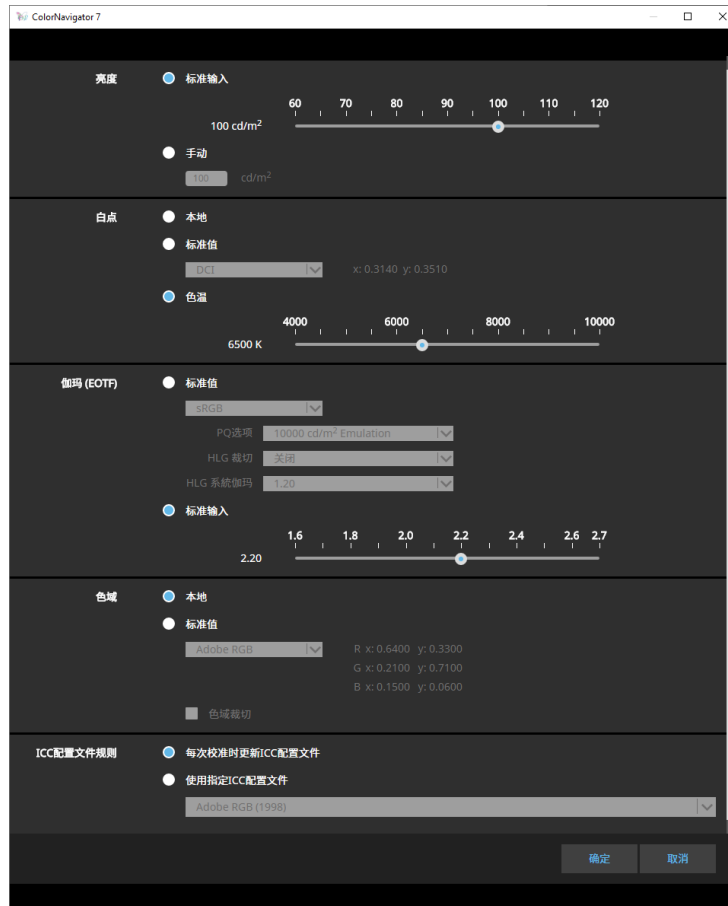 ColorNavigator 7
亮度 标准输入
60 70 80 90 100 110 120
100 cd/m2
手动
100 cd/m2
白点 本地
标准值
DCI x: 0.3140 y: 0.3510
色温
4000 6000 8000 10000
6500 K
伽玛 (EOTF) 标准值
sRGB
PQ选项 10000 cd/m2 Emulation
HLG 裁切 关闭
HLG 系統伽玛 1.20
标准输入
1.6 1.8 2.0 2.2 2.4 2.6 2.7
2.20
色域 本地
标准值
Adobe RGB R x: 0.6400 y: 0.3300
G x: 0.2100 y: 0.7100
B x: 0.1500 y: 0.0600
色域裁切
ICC配置文件规则 每次校准时更新ICC配置文件
使用指定ICC配置文件
Adobe RGB (1998)
确定 取消